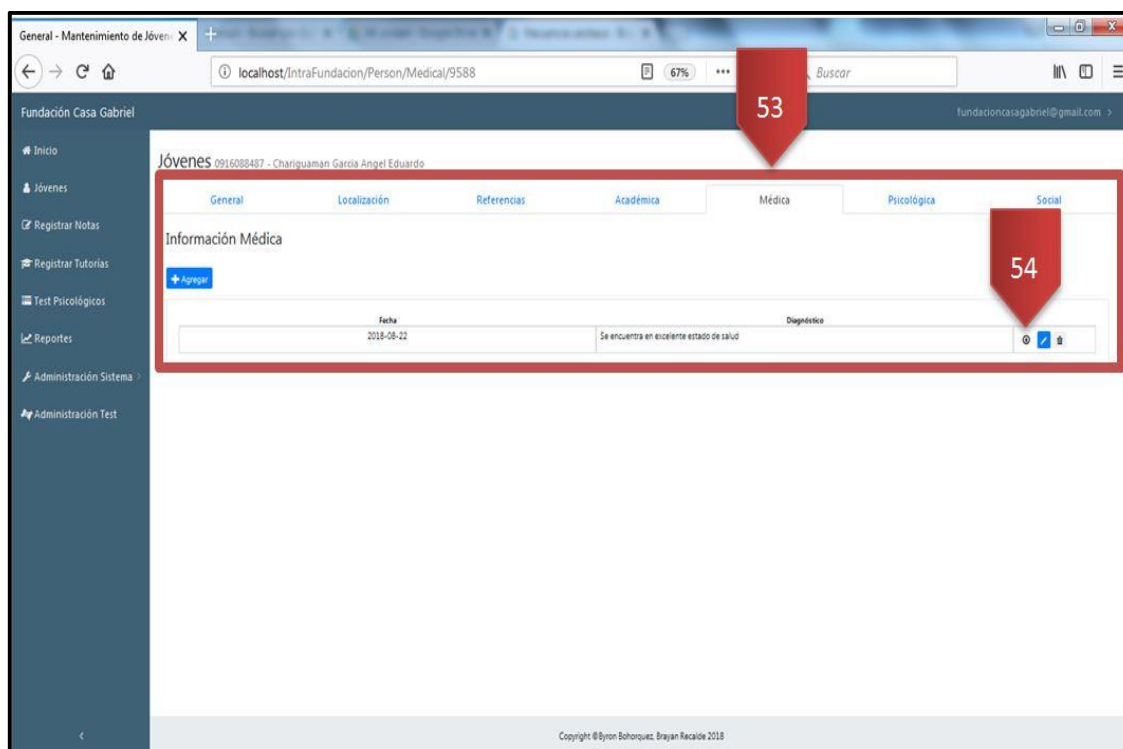 General - Mantenimiento de Jóven
localhost/IntraFundacion/Person/Medical/9588
67%
Buscar
53
Fundación Casa Gabriel
fundacioncasagabriel@gmail.com >
Inicio
Jóvenes
Registrar Notas
Registrar Tutorías
Test Psicológicos
Reportes
Administración Sistema >
Administración Test
Jóvenes 0916088487 - Chariguaman Garcia Angel Eduardo
General Localización Referencias Académica Médica Psicológica Social
Información Médica
54
+ Agregar
Fecha Diagnóstico
2018-08-22 Se encuentra en excelente estado de salud
Copyright ©Byron Bohorquez, Brayan Recalde 2018